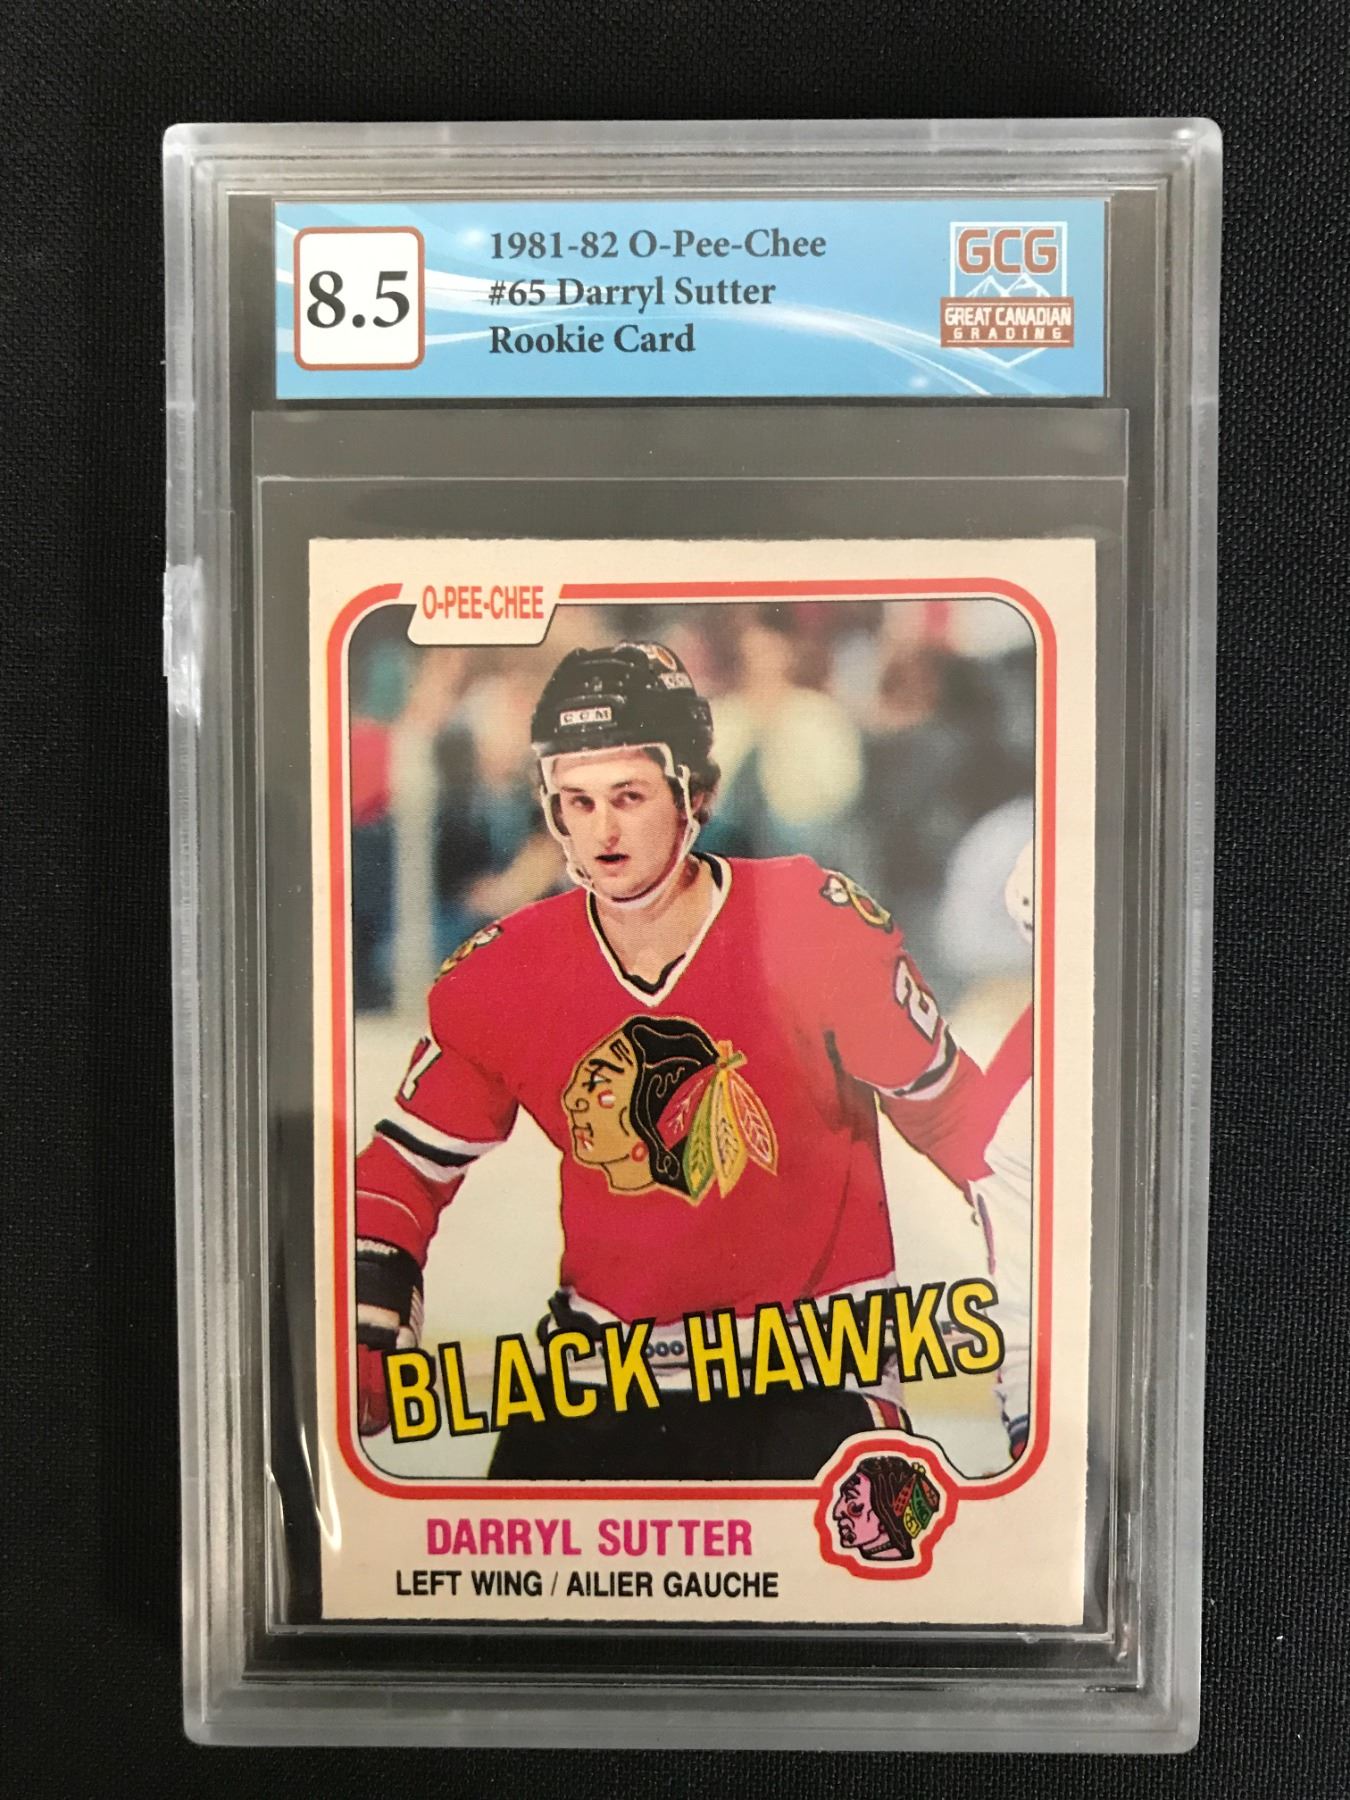 8.5
1981-82 O-Pee-Chee
#65 Darryl Sutter
Rookie Card
GCG
GREAT CANADIAN
GRADING
O-PEE-CHEE
CCM
2
BLACK HAWKS
DARRYL SUTTER
LEFT WING / AILIER GAUCHE